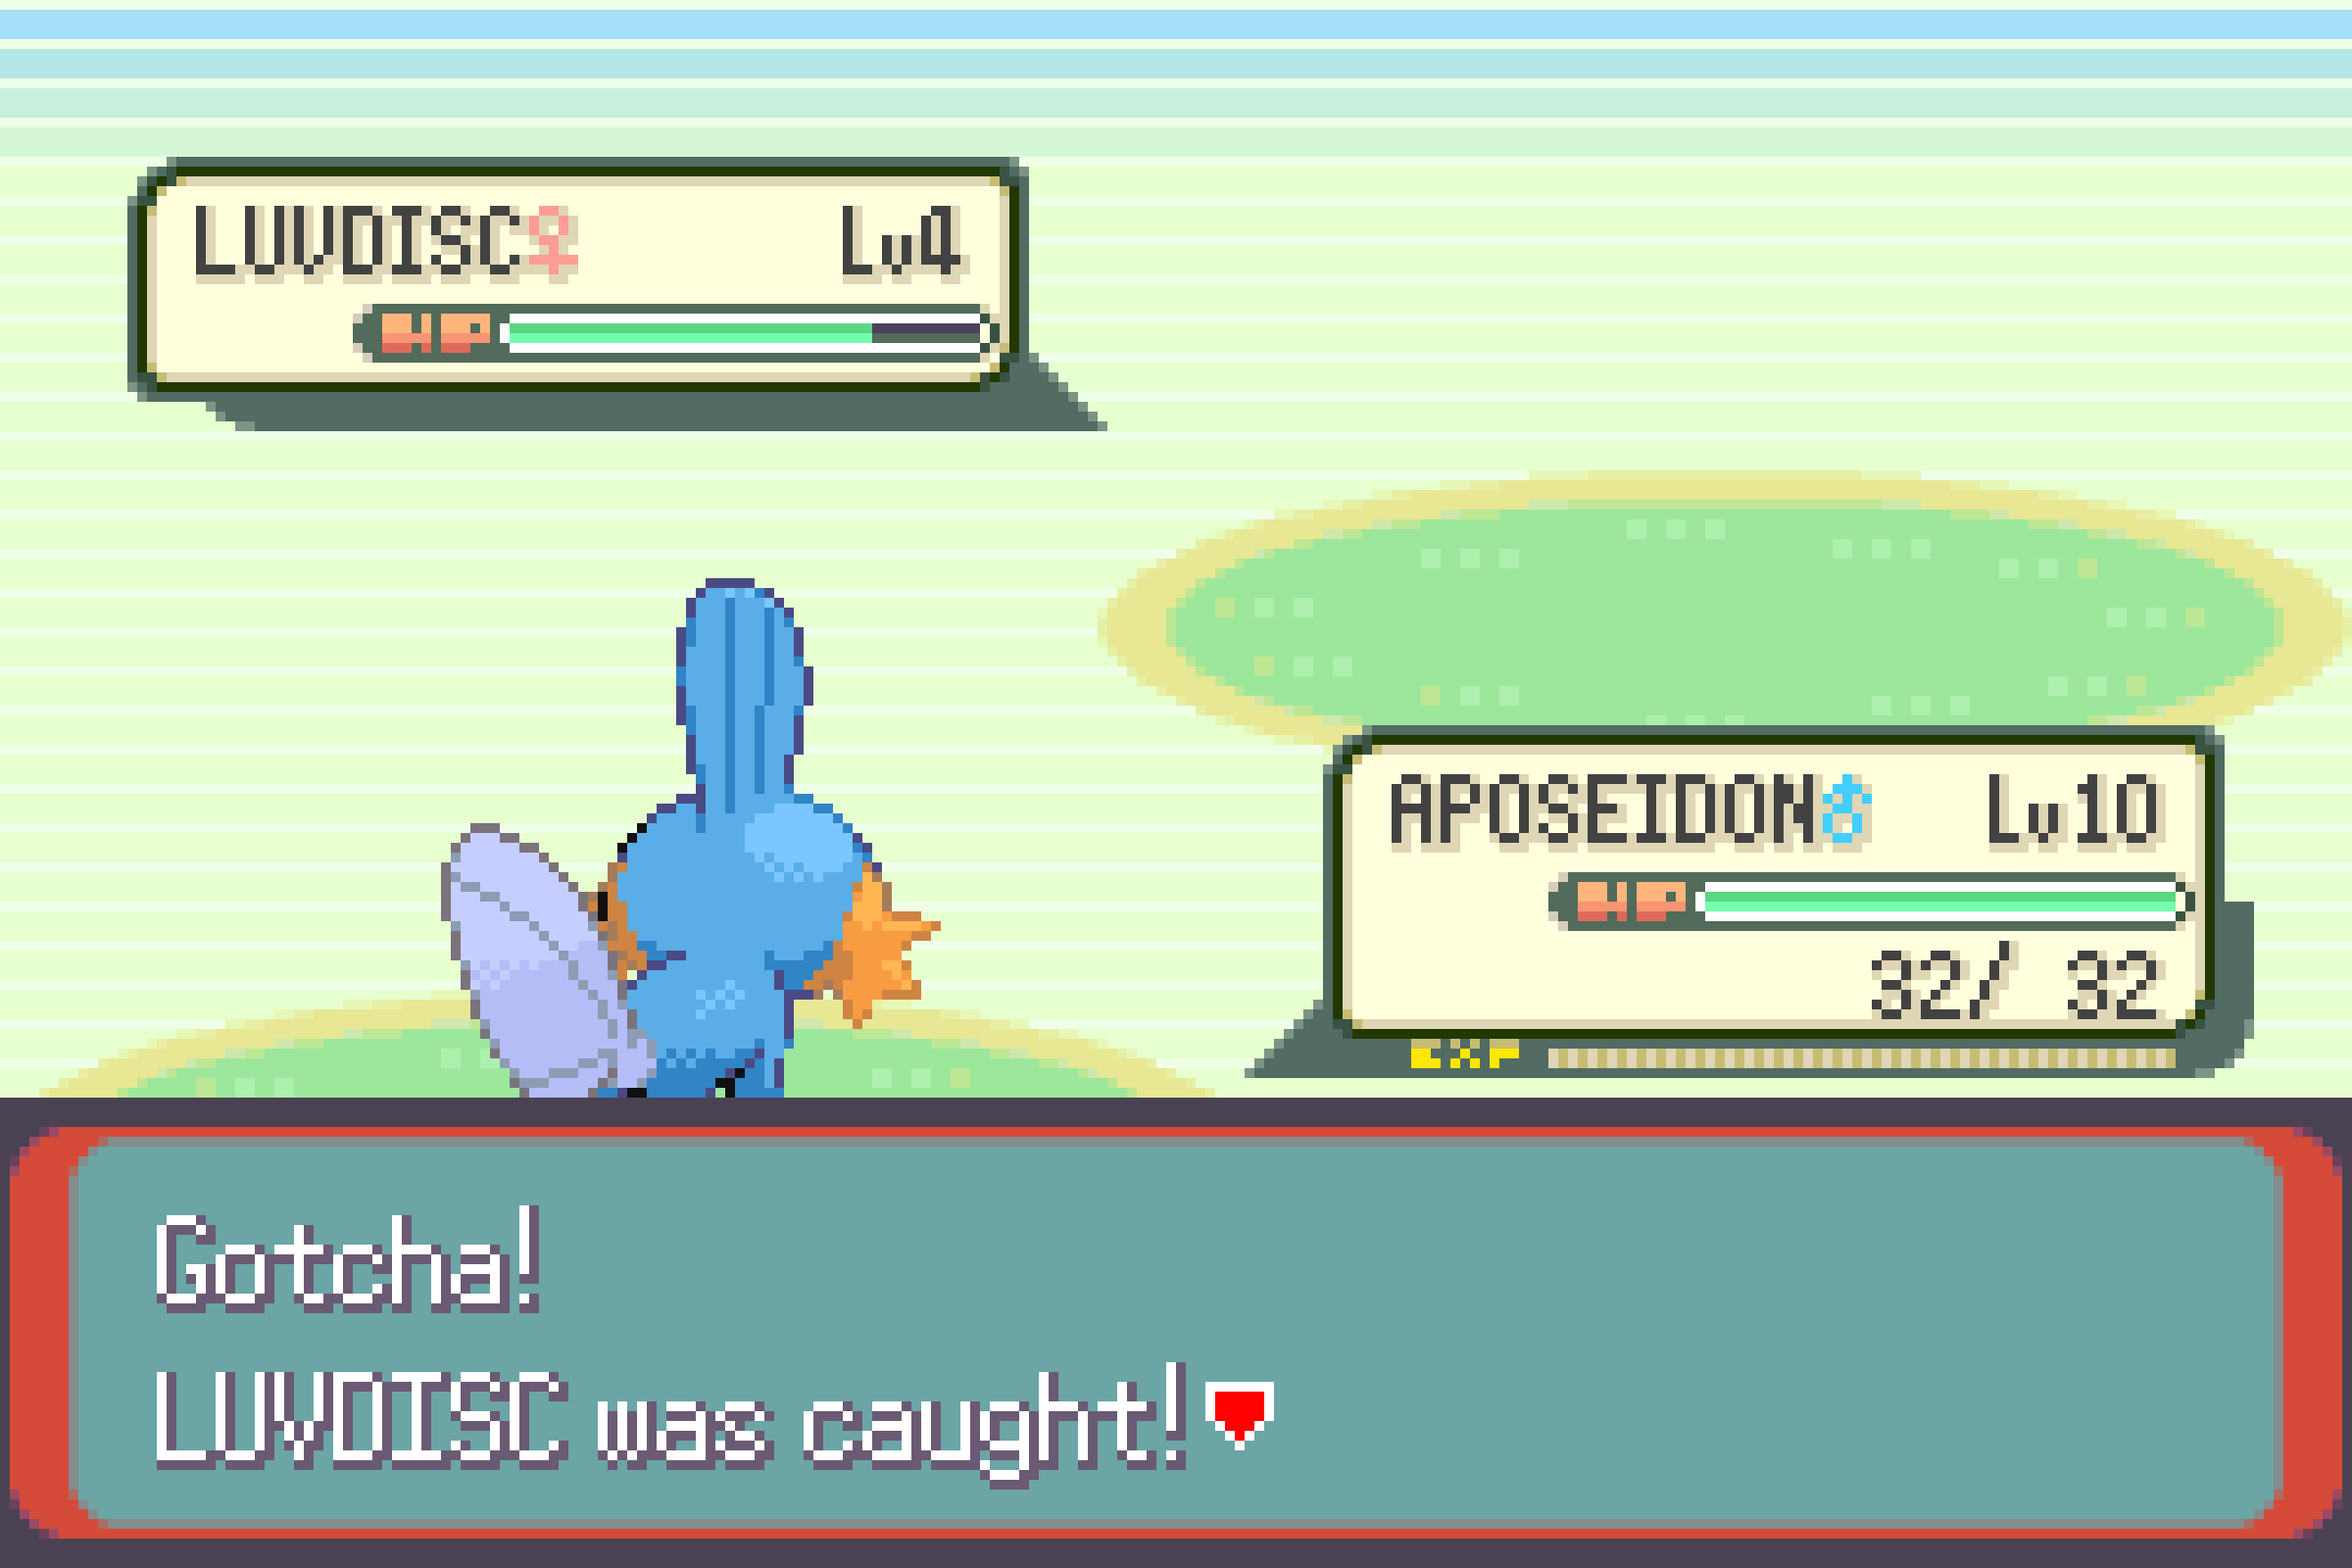 LUVDISC♀ Lv4
HP
APOSEIDON♂ Lv10
HP
32/ 32
EXP
Gotcha!
LUVDISC was caught!♥